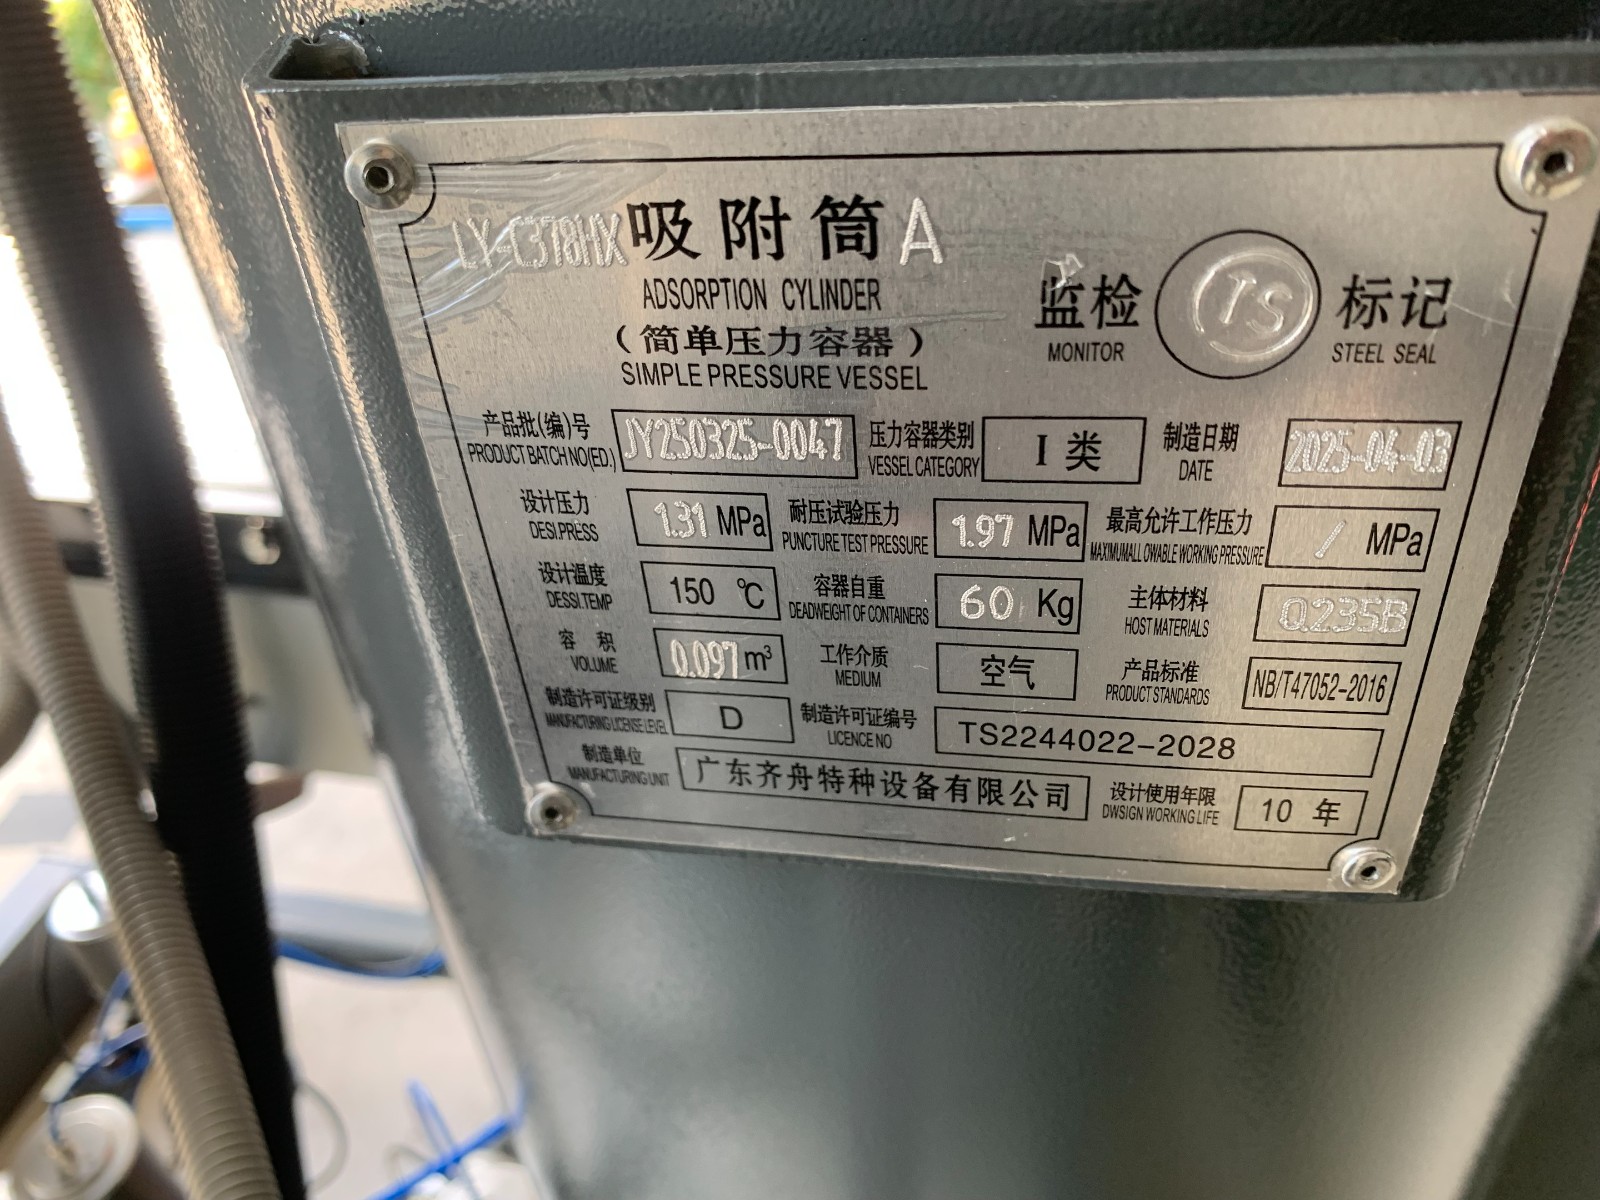 LY-C378HX 吸附筒 A
ADSORPTION CYLINDER
（简单压力容器）
SIMPLE PRESSURE VESSEL
监检 TS 标记
MONITOR STEEL SEAL
产品批(编)号 JY250325-0047 压力容器类别 I 类 制造日期 2025-04-03
PRODUCT BATCH NO(ED.) VESSEL CATEGORY DATE
设计压力 1.31 MPa 耐压试验压力 1.97 MPa 最高允许工作压力 / MPa
DESI.PRESS PUNCTURE TEST PRESSURE MAXIMUMALL OWABLE WORKING PRESSURE
设计温度 150 ℃ 容器自重 60 Kg 主体材料 Q235B
DESSI.TEMP DEADWEIGHT OF CONTAINERS HOST MATERIALS
容积 0.097 m³ 工作介质 空气 产品标准 NB/T47052-2016
VOLUME MEDIUM PRODUCT STANDARDS
制造许可证级别 D 制造许可证编号 TS2244022-2028
MANUFACTURING LICENSE LEVEL LICENCE NO
制造单位 广东齐舟特种设备有限公司 设计使用年限 10 年
MANUFACTURING UNIT DWSIGN WORKING LIFE